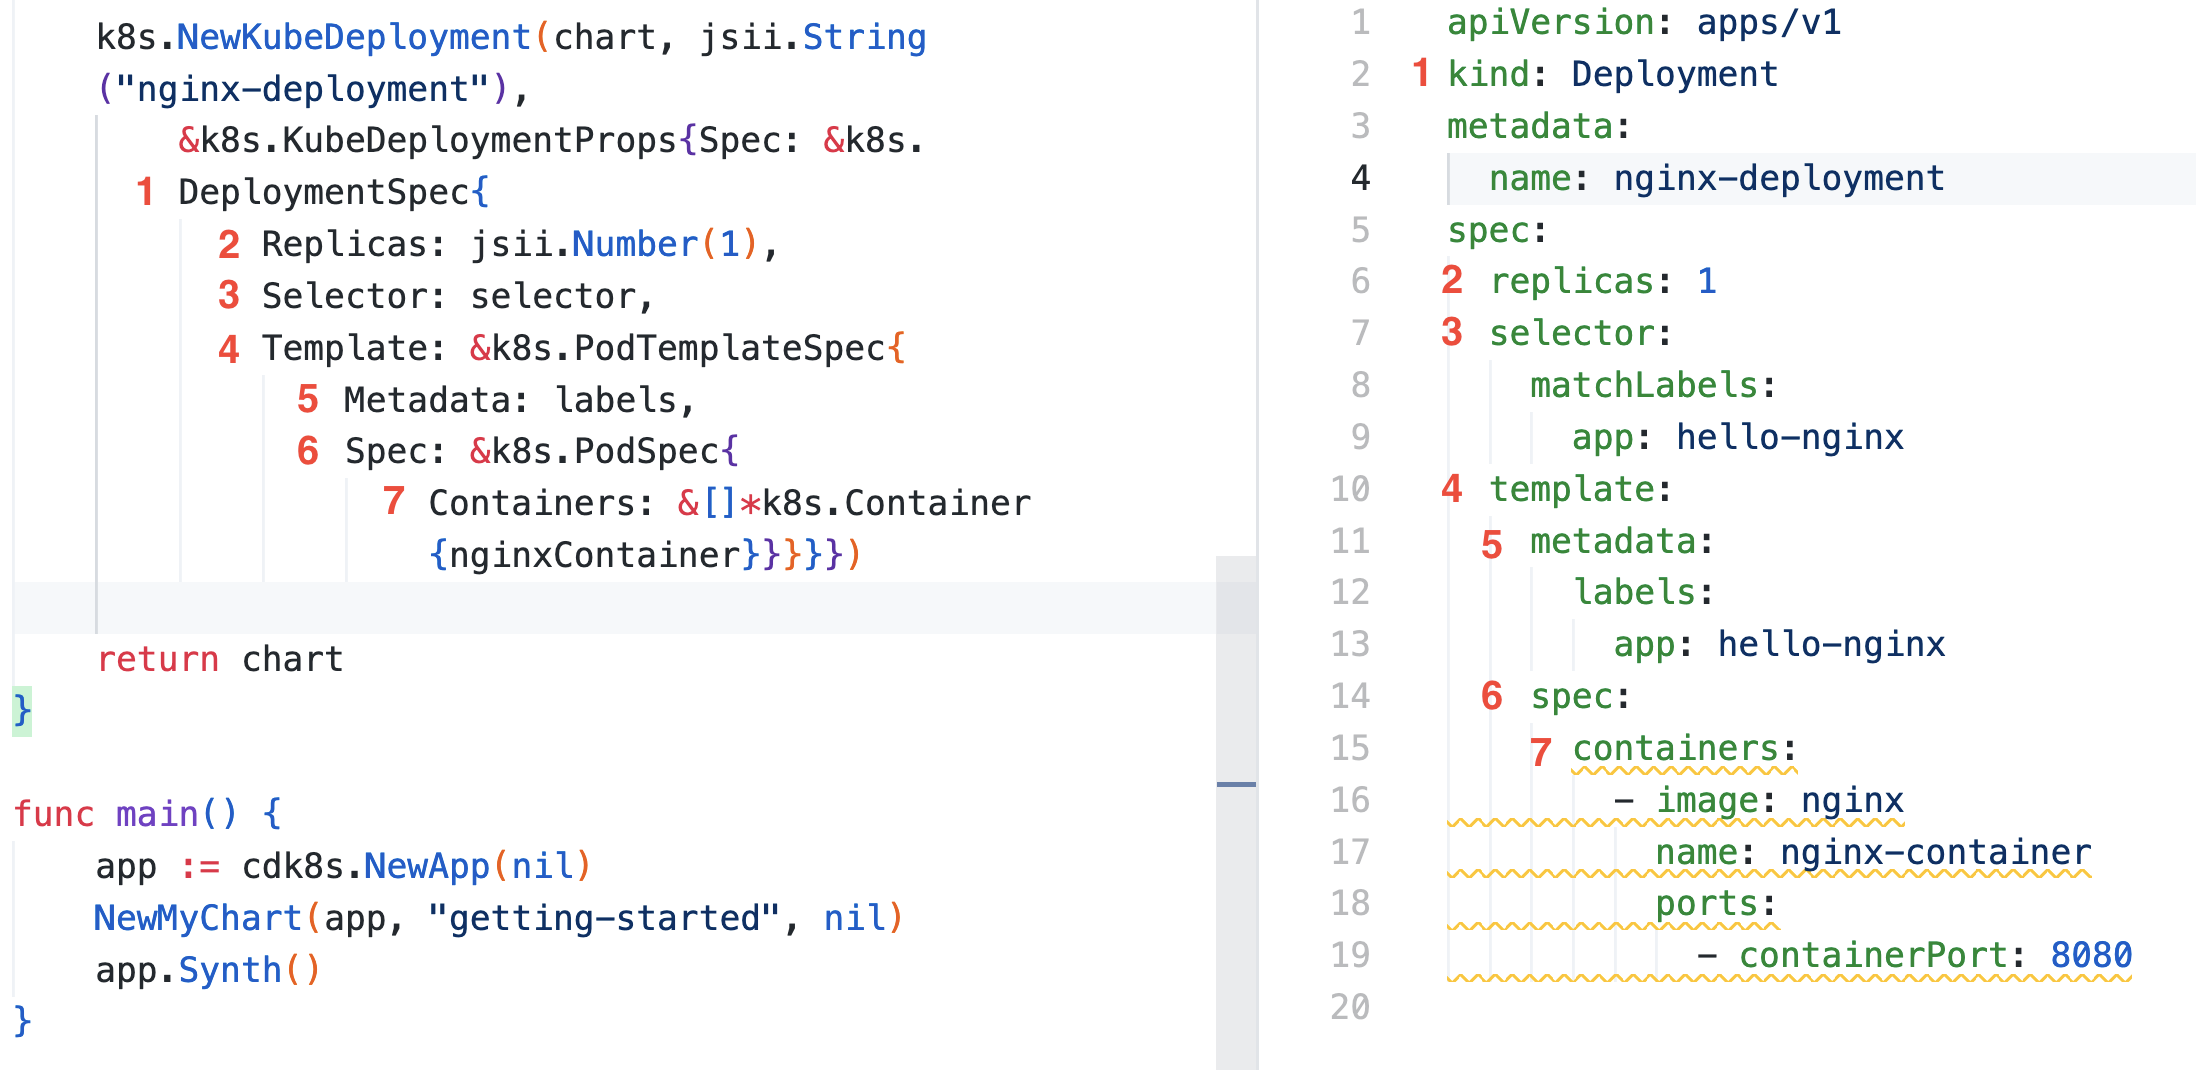 k8s.NewKubeDeployment(chart, jsii.String
("nginx-deployment"),
&k8s.KubeDeploymentProps{Spec: &k8s.
1 DeploymentSpec{
2 Replicas: jsii.Number(1),
3 Selector: selector,
4 Template: &k8s.PodTemplateSpec{
5 Metadata: labels,
6 Spec: &k8s.PodSpec{
7 Containers: &[]*k8s.Container
{nginxContainer}}}}})
return chart
}
func main() {
app := cdk8s.NewApp(nil)
NewMyChart(app, "getting-started", nil)
app.Synth()
}
1 apiVersion: apps/v1
2 1 kind: Deployment
3 metadata:
4 name: nginx-deployment
5 spec:
6 2 replicas: 1
7 3 selector:
8 matchLabels:
9 app: hello-nginx
10 4 template:
11 5 metadata:
12 labels:
13 app: hello-nginx
14 6 spec:
15 7 containers:
16 - image: nginx
17 name: nginx-container
18 ports:
19 - containerPort: 8080
20